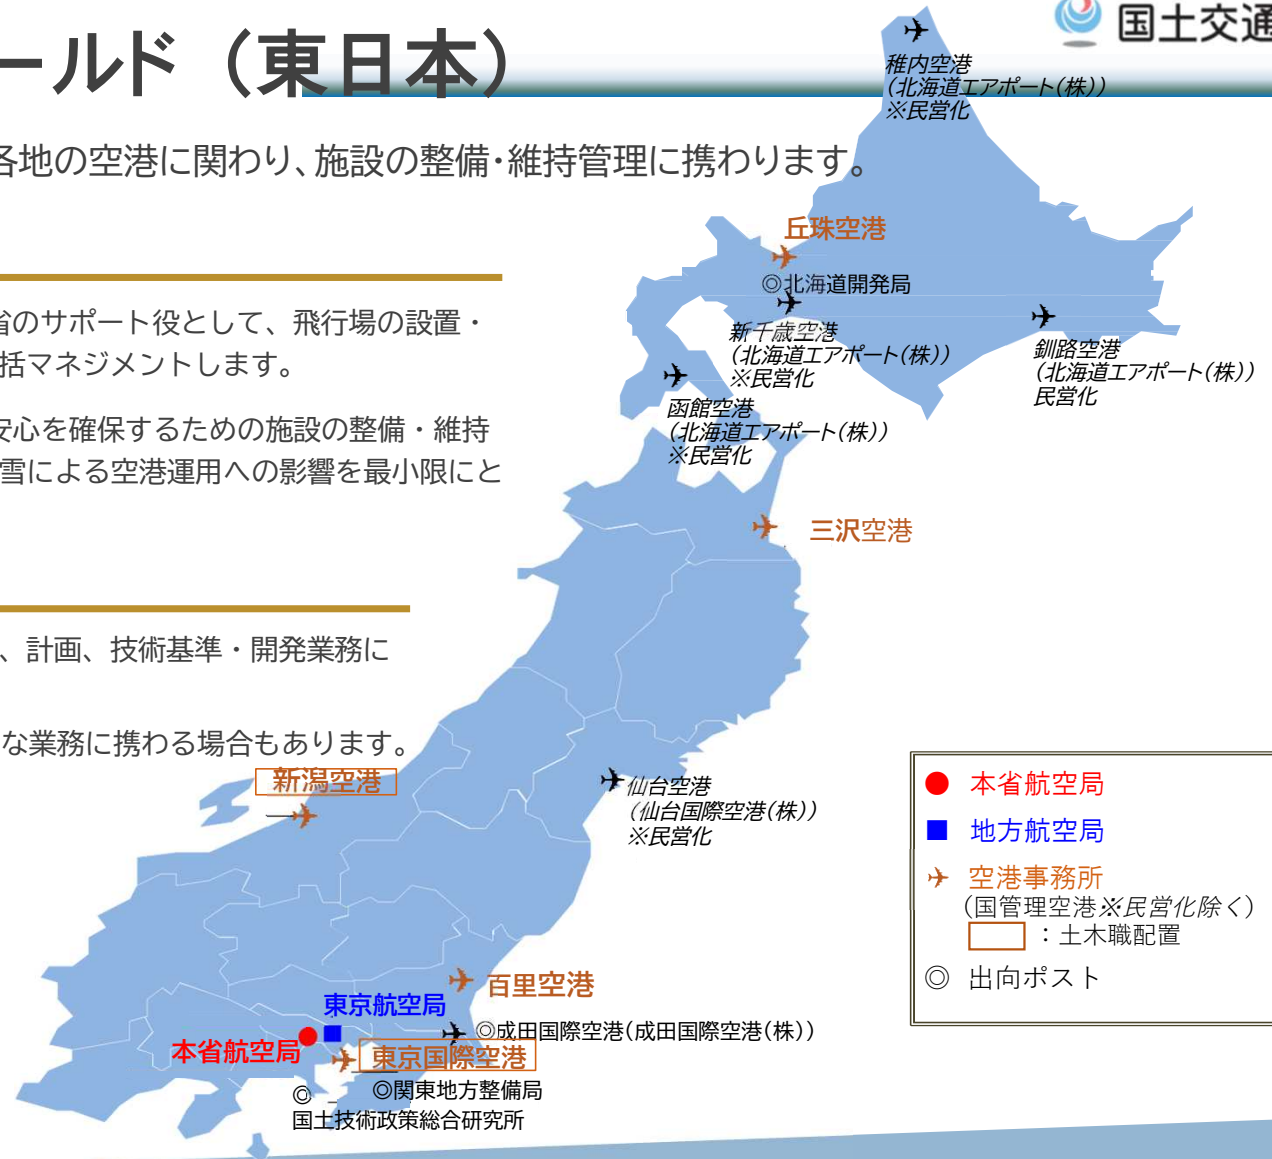 ールド（東日本）
国土交通
各地の空港に関わり、施設の整備・維持管理に携わります。
省のサポート役として、飛行場の設置・
括マネジメントします。
安心を確保するための施設の整備・維持
雪による空港運用への影響を最小限にと
、計画、技術基準・開発業務に
な業務に携わる場合もあります。
稚内空港
(北海道エアポート(株))
※民営化
丘珠空港
◎北海道開発局
新千歳空港
(北海道エアポート(株))
※民営化
釧路空港
(北海道エアポート(株))
民営化
函館空港
(北海道エアポート(株))
※民営化
三沢空港
新潟空港
仙台空港
(仙台国際空港(株))
※民営化
百里空港
東京航空局
◎成田国際空港(成田国際空港(株))
本省航空局
東京国際空港
◎関東地方整備局
◎
国土技術政策総合研究所
● 本省航空局
■ 地方航空局
✈ 空港事務所
(国管理空港※民営化除く)
：土木職配置
◎ 出向ポスト